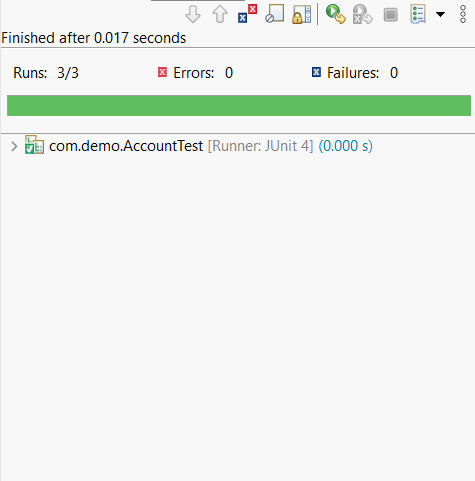 Finished after 0.017 seconds
Runs: 3/3 Errors: 0 Failures: 0
com.demo.AccountTest [Runner: JUnit 4] (0.000 s)